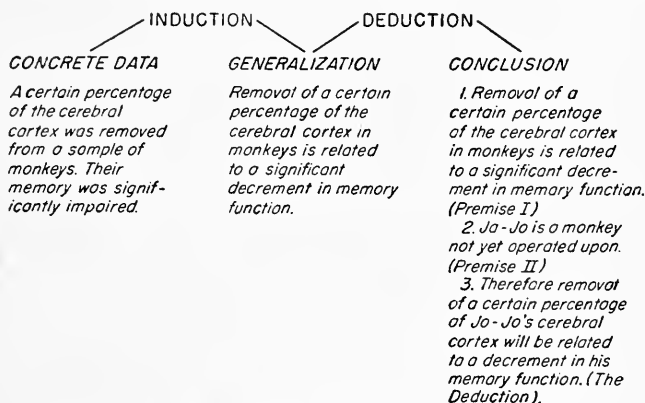 INDUCTION DEDUCTION
CONCRETE DATA
A certain percentage
of the cerebral
cortex was removed
from a sample of
monkeys. Their
memory was signif-
icantly impaired.
GENERALIZATION
Removal of a certain
percentage of the
cerebral cortex in
monkeys is related
to a significant
decrement in memory
function.
CONCLUSION
1. Removal of a
certain percentage
of the cerebral cortex
in monkeys is related
to a significant decre-
ment in memory function.
(Premise I)
2. Jo-Jo is a monkey
not yet operated upon.
(Premise II)
3. Therefore removal
of a certain percentage
of Jo-Jo's cerebral
cortex will be related
to a decrement in his
memory function. (The
Deduction).